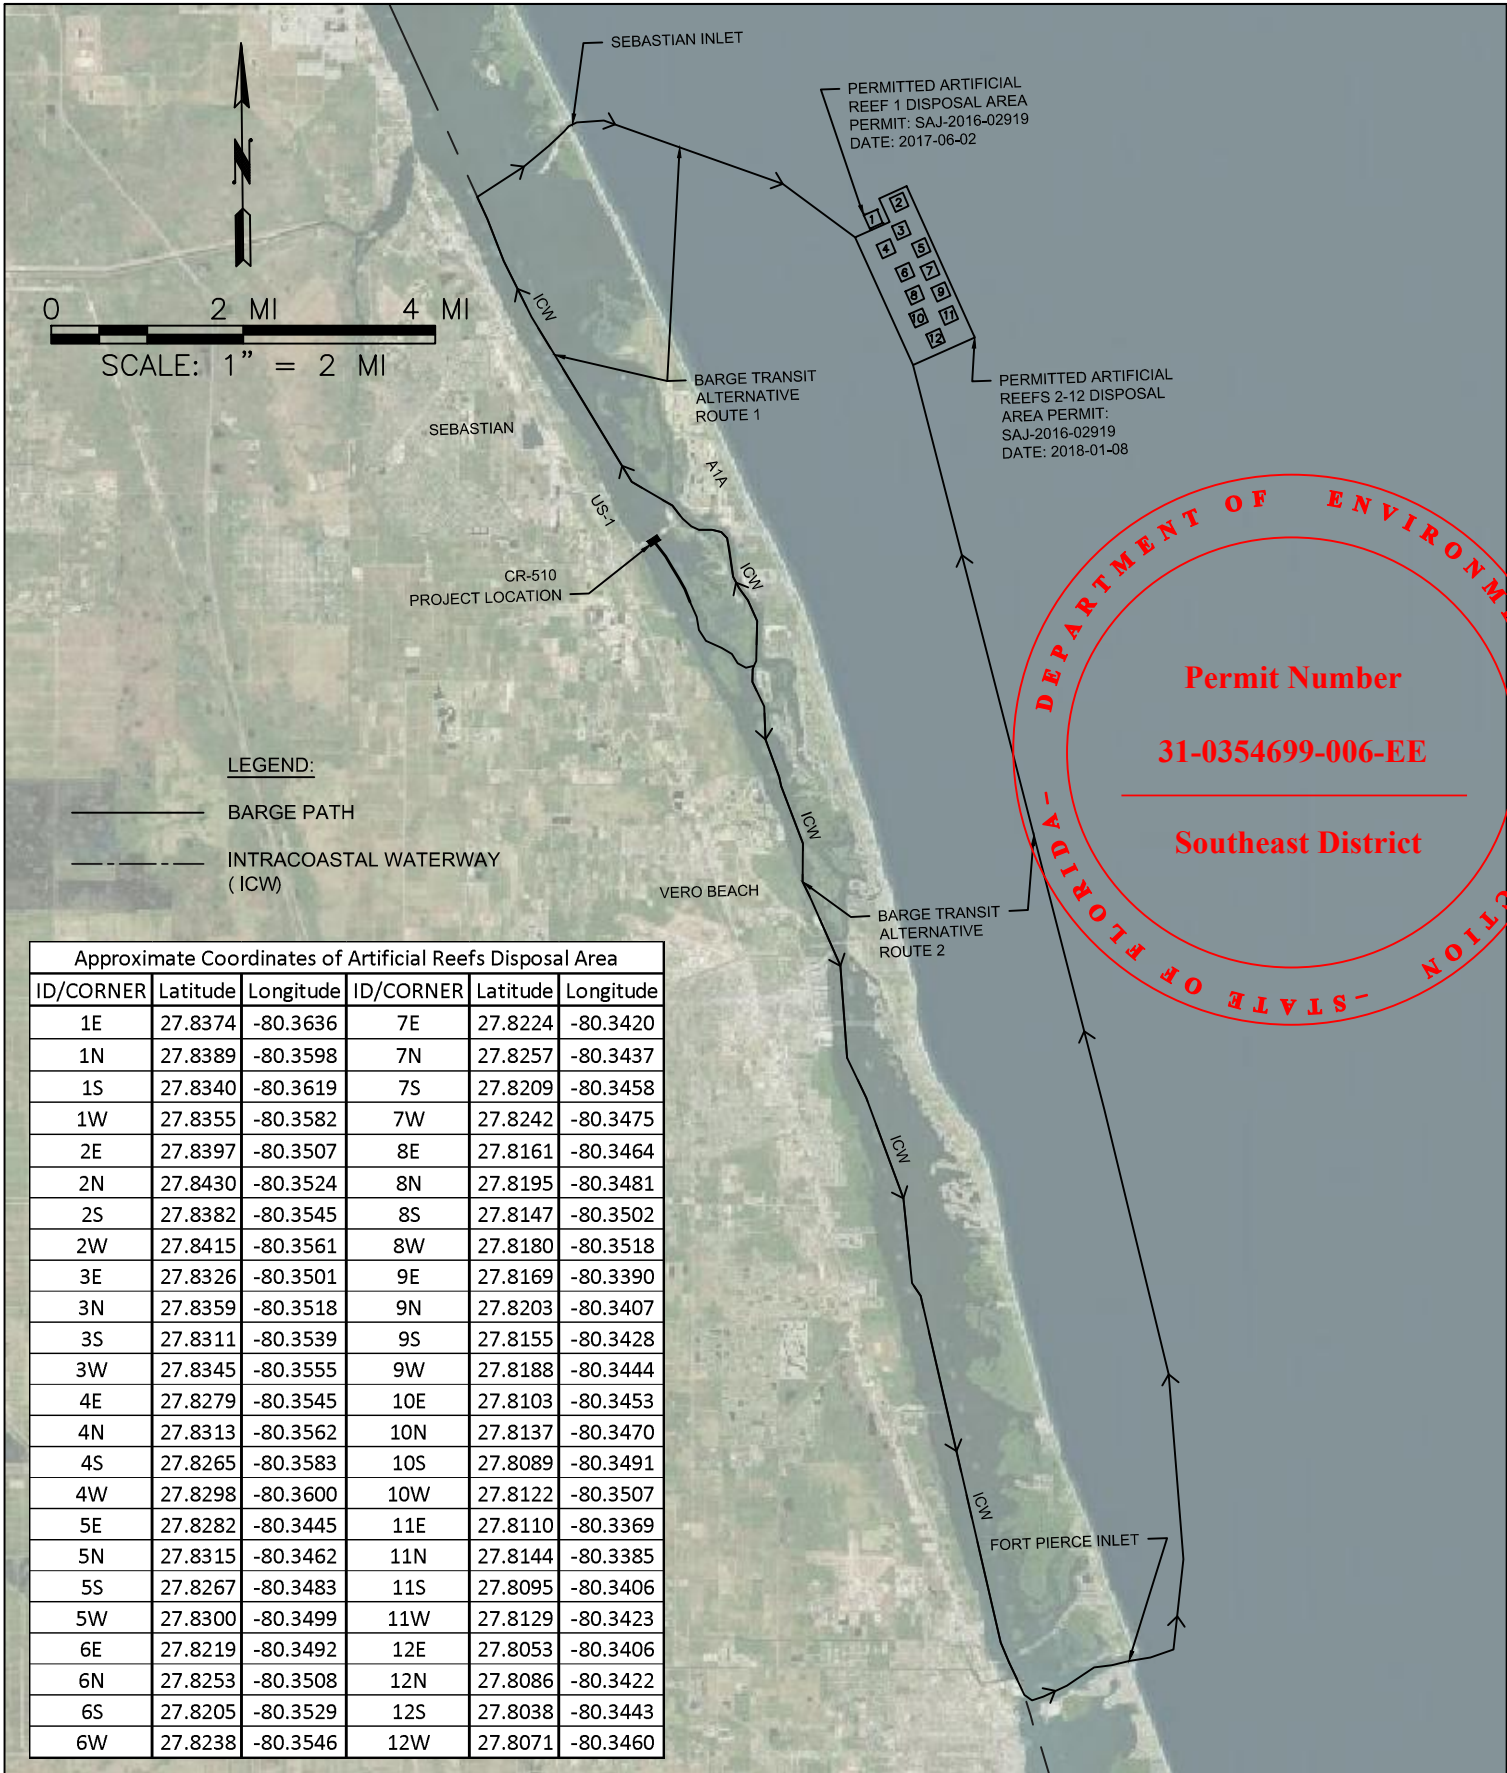 SEBASTIAN INLET
PERMITTED ARTIFICIAL
REEF 1 DISPOSAL AREA
PERMIT: SAJ-2016-02919
DATE: 2017-06-02
N
0 2 MI 4 MI
SCALE: 1" = 2 MI
1
2
3
4
5
6
7
8
9
10
11
12
ICW
BARGE TRANSIT
ALTERNATIVE
ROUTE 1
PERMITTED ARTIFICIAL
REEFS 2-12 DISPOSAL
AREA PERMIT:
SAJ-2016-02919
DATE: 2018-01-08
SEBASTIAN
A1A
US-1
CR-510
PROJECT LOCATION
ICW
DEPARTMENT OF ENVIRONM
CTION -STATE OF FLORIDA-
Permit Number
31-0354699-006-EE
Southeast District
LEGEND:
BARGE PATH
INTRACOASTAL WATERWAY
( ICW)
ICW
VERO BEACH
BARGE TRANSIT
ALTERNATIVE
ROUTE 2
ICW
ICW
FORT PIERCE INLET
Approximate Coordinates of Artificial Reefs Disposal Area
ID/CORNER Latitude Longitude ID/CORNER Latitude Longitude
1E 27.8374 -80.3636 7E 27.8224 -80.3420
1N 27.8389 -80.3598 7N 27.8257 -80.3437
1S 27.8340 -80.3619 7S 27.8209 -80.3458
1W 27.8355 -80.3582 7W 27.8242 -80.3475
2E 27.8397 -80.3507 8E 27.8161 -80.3464
2N 27.8430 -80.3524 8N 27.8195 -80.3481
2S 27.8382 -80.3545 8S 27.8147 -80.3502
2W 27.8415 -80.3561 8W 27.8180 -80.3518
3E 27.8326 -80.3501 9E 27.8169 -80.3390
3N 27.8359 -80.3518 9N 27.8203 -80.3407
3S 27.8311 -80.3539 9S 27.8155 -80.3428
3W 27.8345 -80.3555 9W 27.8188 -80.3444
4E 27.8279 -80.3545 10E 27.8103 -80.3453
4N 27.8313 -80.3562 10N 27.8137 -80.3470
4S 27.8265 -80.3583 10S 27.8089 -80.3491
4W 27.8298 -80.3600 10W 27.8122 -80.3507
5E 27.8282 -80.3445 11E 27.8110 -80.3369
5N 27.8315 -80.3462 11N 27.8144 -80.3385
5S 27.8267 -80.3483 11S 27.8095 -80.3406
5W 27.8300 -80.3499 11W 27.8129 -80.3423
6E 27.8219 -80.3492 12E 27.8053 -80.3406
6N 27.8253 -80.3508 12N 27.8086 -80.3422
6S 27.8205 -80.3529 12S 27.8038 -80.3443
6W 27.8238 -80.3546 12W 27.8071 -80.3460